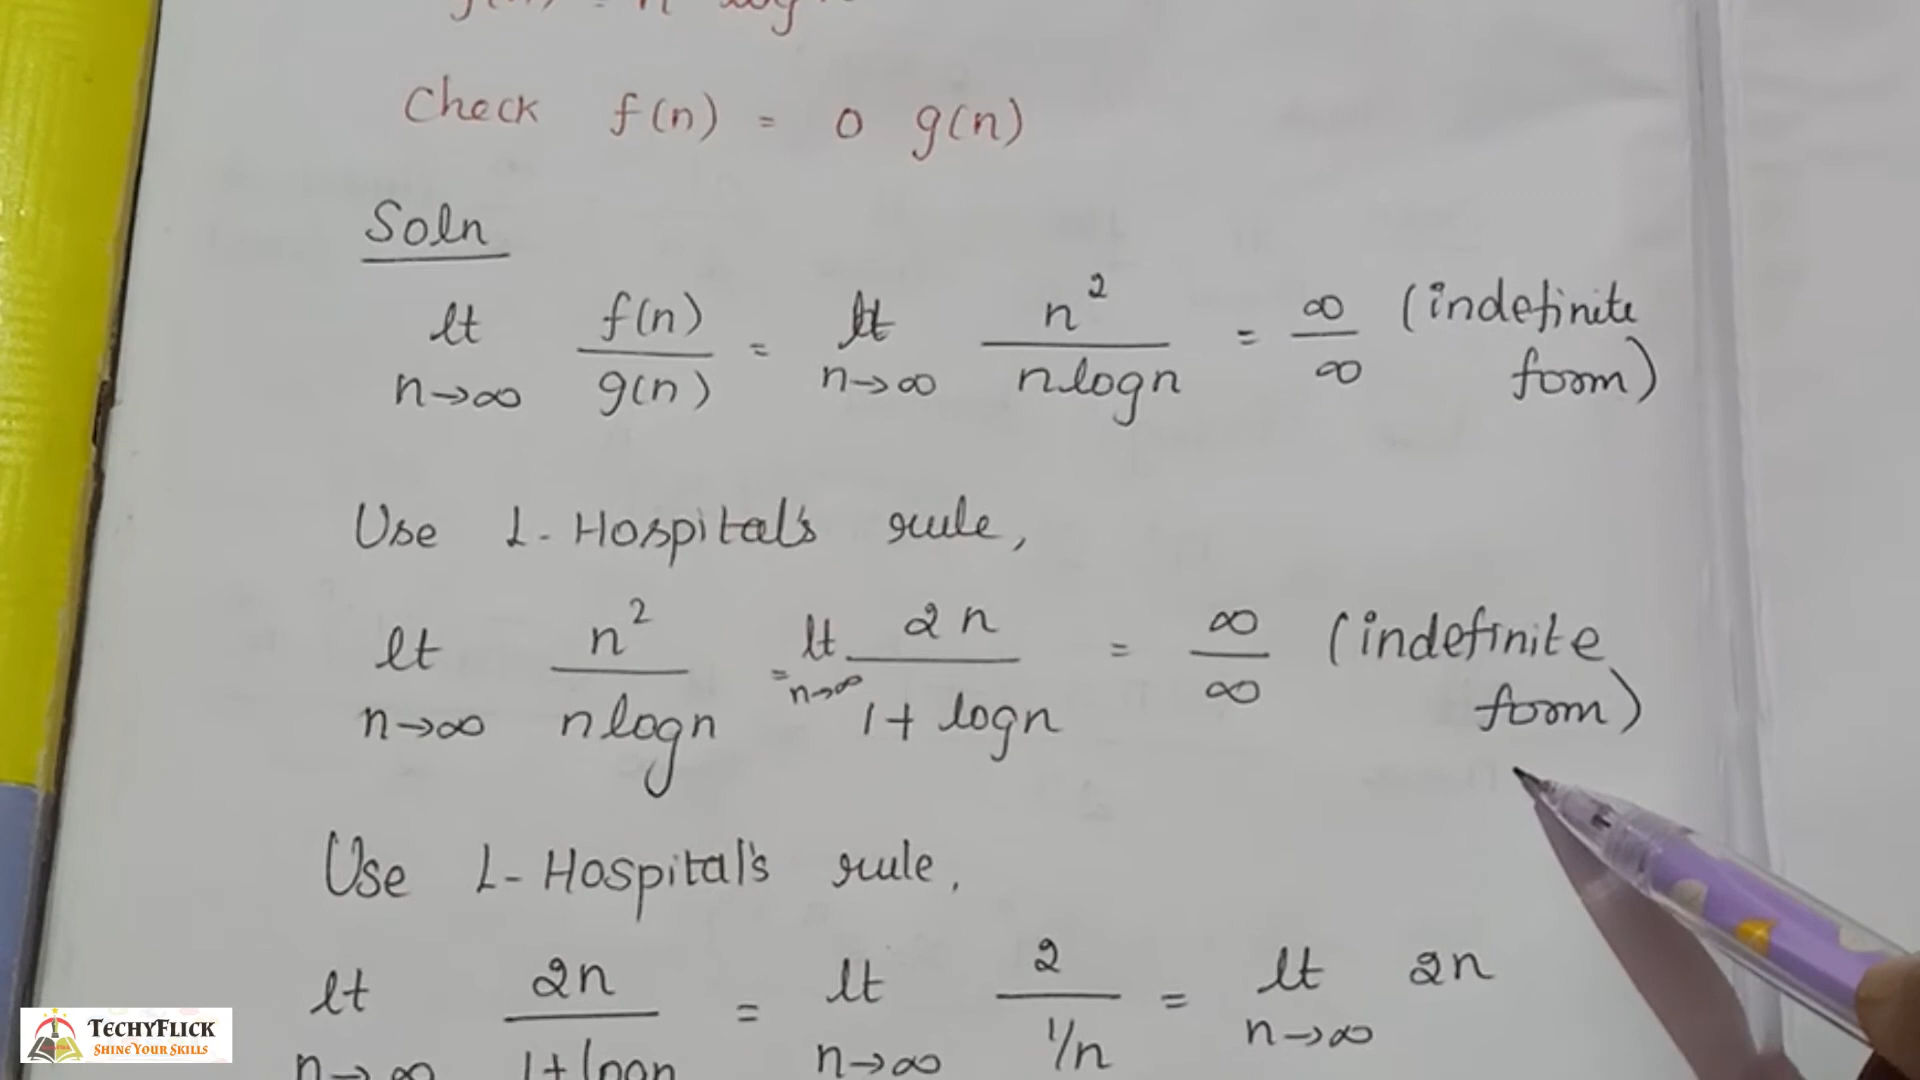 g(n) = n log n
Check f(n) = o g(n)
Soln
lt n→∞ f(n)/g(n) = lt n→∞ n²/nlogn = ∞/∞ (indefinite form)
Use L-Hospital's rule,
lt n→∞ n²/nlogn = lt n→∞ 2n/1+logn = ∞/∞ (indefinite form)
Use L-Hospital's rule,
lt n→∞ 2n/1+logn = lt n→∞ 2/1/n = lt n→∞ 2n
TECHYFLICK
SHINE YOUR SKILLS